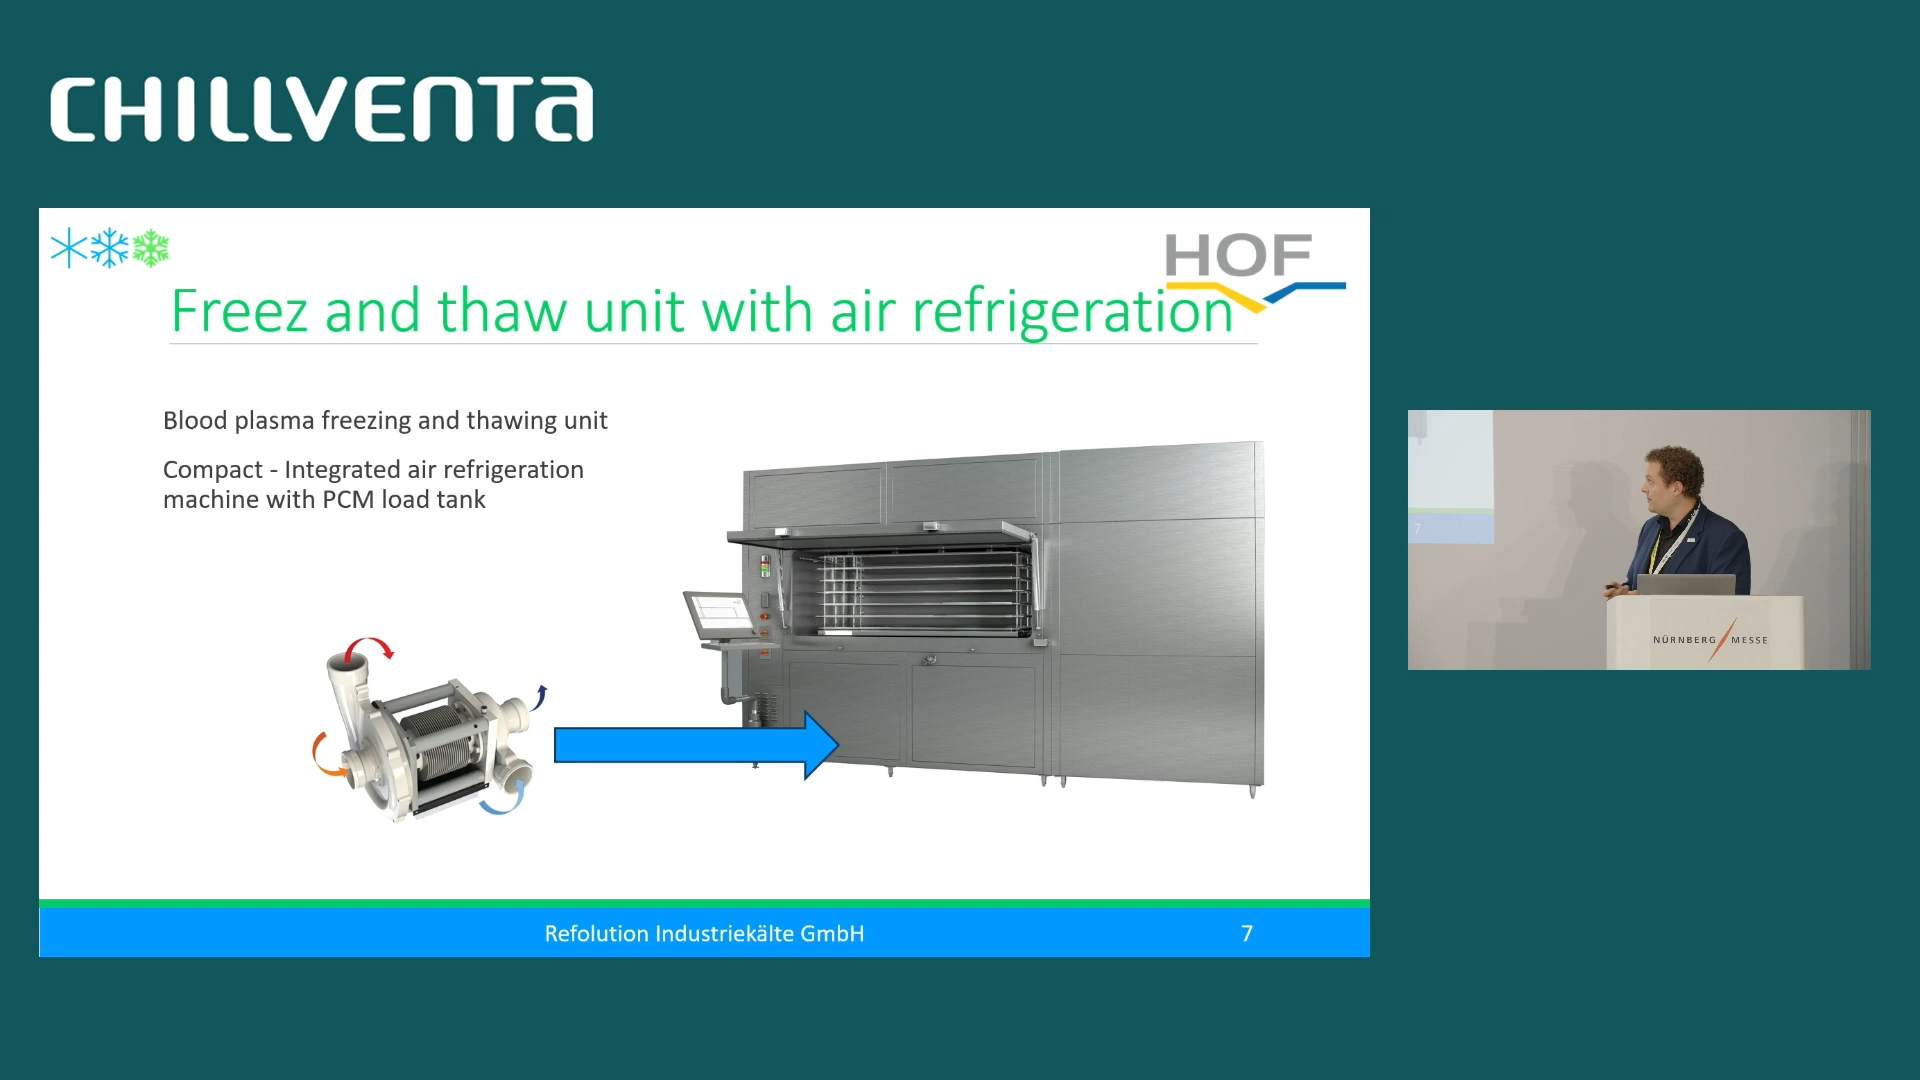 CHILLVENTA
HOF
Freez and thaw unit with air refrigeration
Blood plasma freezing and thawing unit
Compact - Integrated air refrigeration
machine with PCM load tank
7
NÜRNBERG MESSE
Refolution Industriekälte GmbH
7